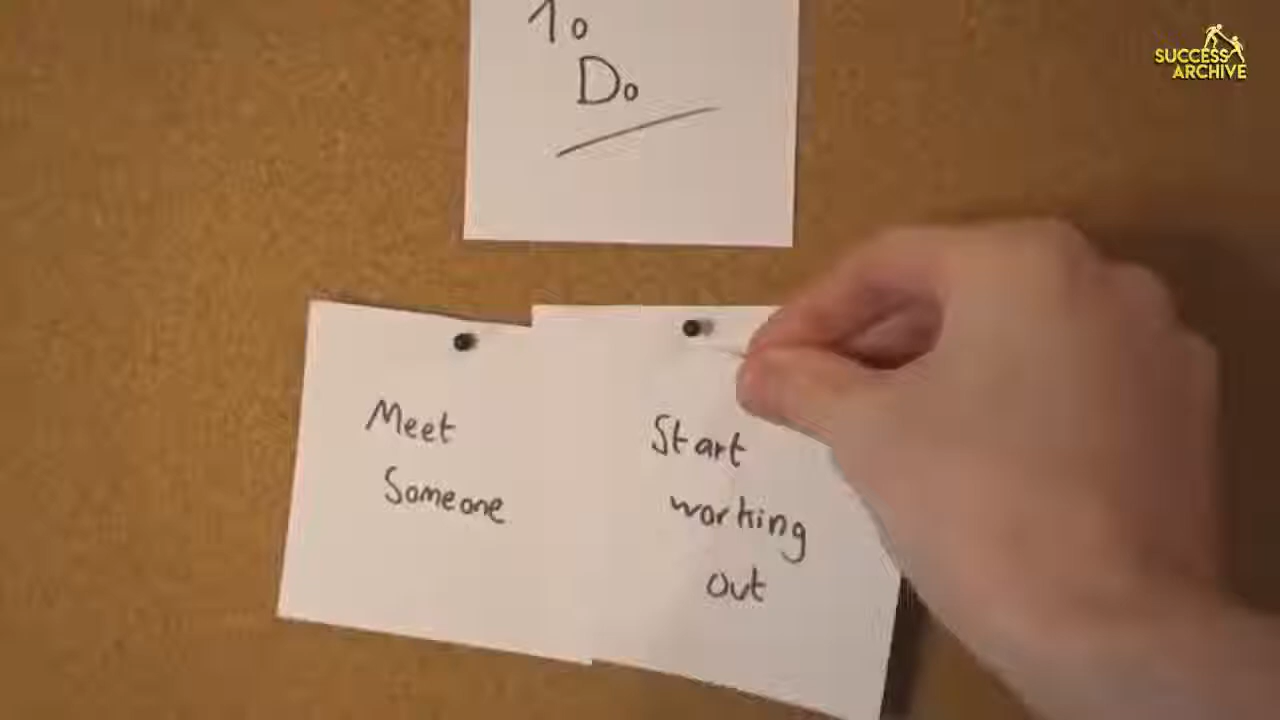 To
Do
Meet
Someone
Start
working
out
SUCCESS
ARCHIVE